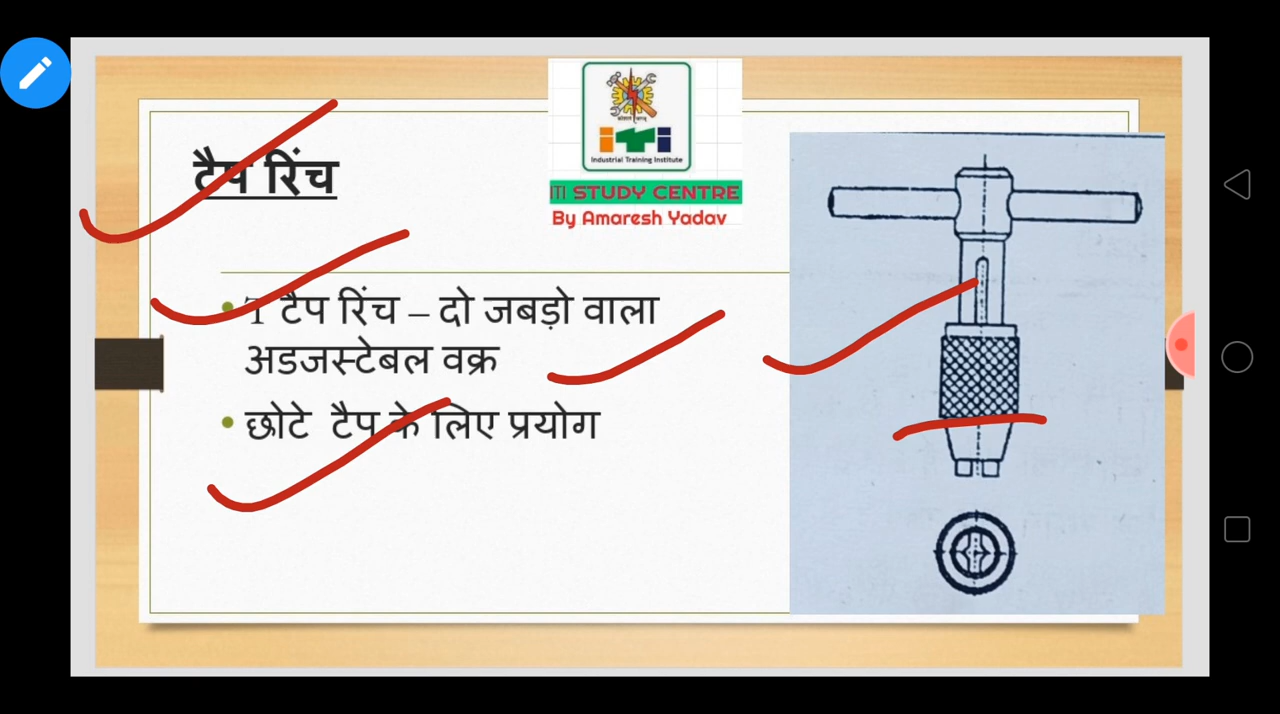 Industrial Training Institute
ITI STUDY CENTRE
By Amaresh Yadav
टैप रिंच
T टैप रिंच – दो जबड़ो वाला
अडजस्टेबल वक्र
छोटे टैप के लिए प्रयोग